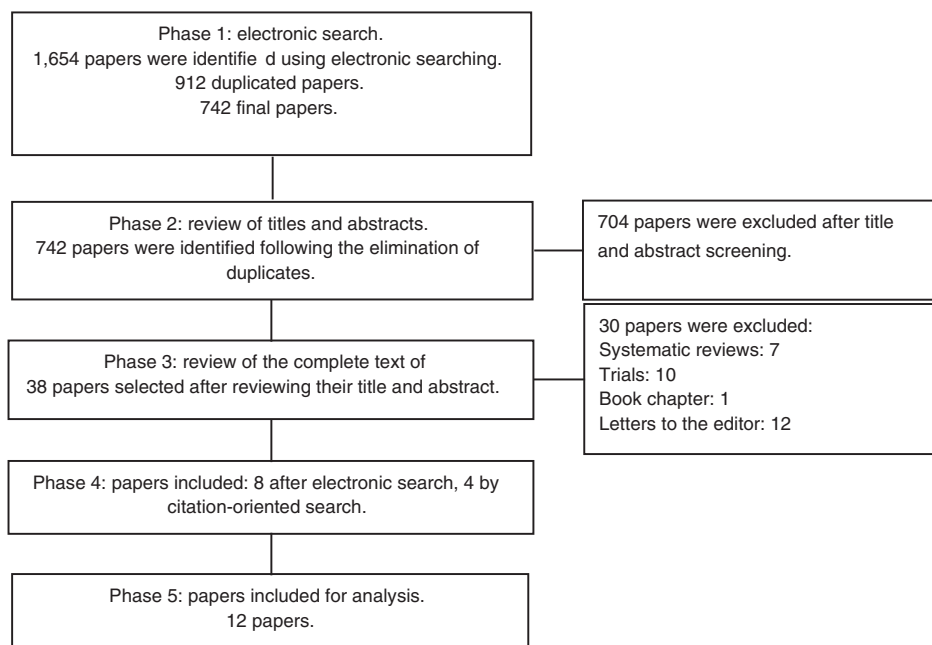 Phase 1: electronic search.
1,654 papers were identifie d using electronic searching.
912 duplicated papers.
742 final papers.
Phase 2: review of titles and abstracts.
742 papers were identified following the elimination of
duplicates.
704 papers were excluded after title
and abstract screening.
Phase 3: review of the complete text of
38 papers selected after reviewing their title and abstract.
30 papers were excluded:
Systematic reviews: 7
Trials: 10
Book chapter: 1
Letters to the editor: 12
Phase 4: papers included: 8 after electronic search, 4 by
citation-oriented search.
Phase 5: papers included for analysis.
12 papers.